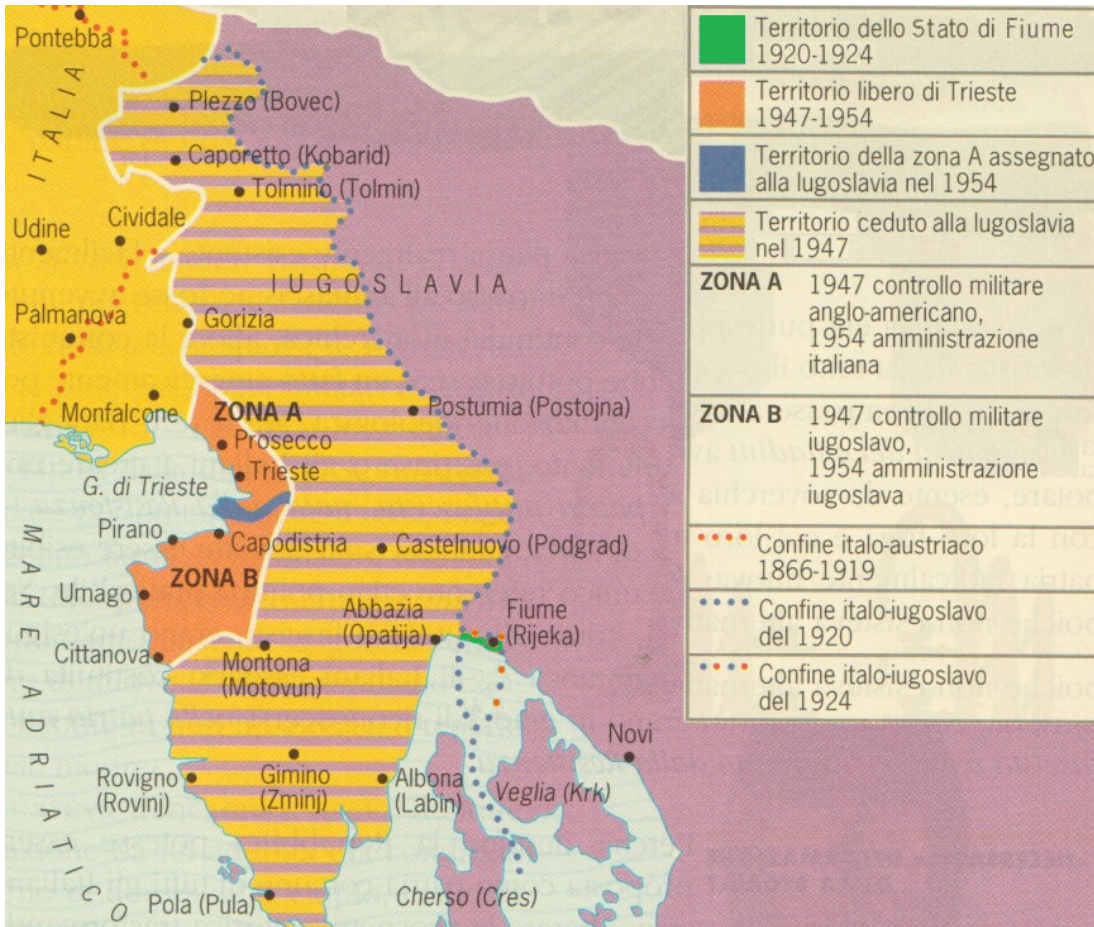 Pontebba
ITALIA
Plezzo (Bovec)
Caporetto (Kobarid)
Tolmino (Tolmin)
Cividale
Udine
IUGOSLAVIA
Palmanova
Gorizia
Monfalcone
ZONA A
Postumia (Postojna)
Prosecco
Trieste
G. di Trieste
Pirano
Capodistria
Castelnuovo (Podgrad)
ZONA B
Umago
Abbazia
(Opatija)
Fiume
(Rijeka)
Cittanova
Montona
(Motovun)
MARE ADRIATICO
Novi
Rovigno
(Rovinj)
Gimino
(Zminj)
Albona
(Labin)
Veglia (Krk)
Pola (Pula)
Cherso (Cres)
Territorio dello Stato di Fiume
1920-1924
Territorio libero di Trieste
1947-1954
Territorio della zona A assegnato
alla Iugoslavia nel 1954
Territorio ceduto alla Iugoslavia
nel 1947
ZONA A 1947 controllo militare
anglo-americano,
1954 amministrazione
italiana
ZONA B 1947 controllo militare
iugoslavo,
1954 amministrazione
iugoslava
Confine italo-austriaco
1866-1919
Confine italo-iugoslavo
del 1920
Confine italo-iugoslavo
del 1924